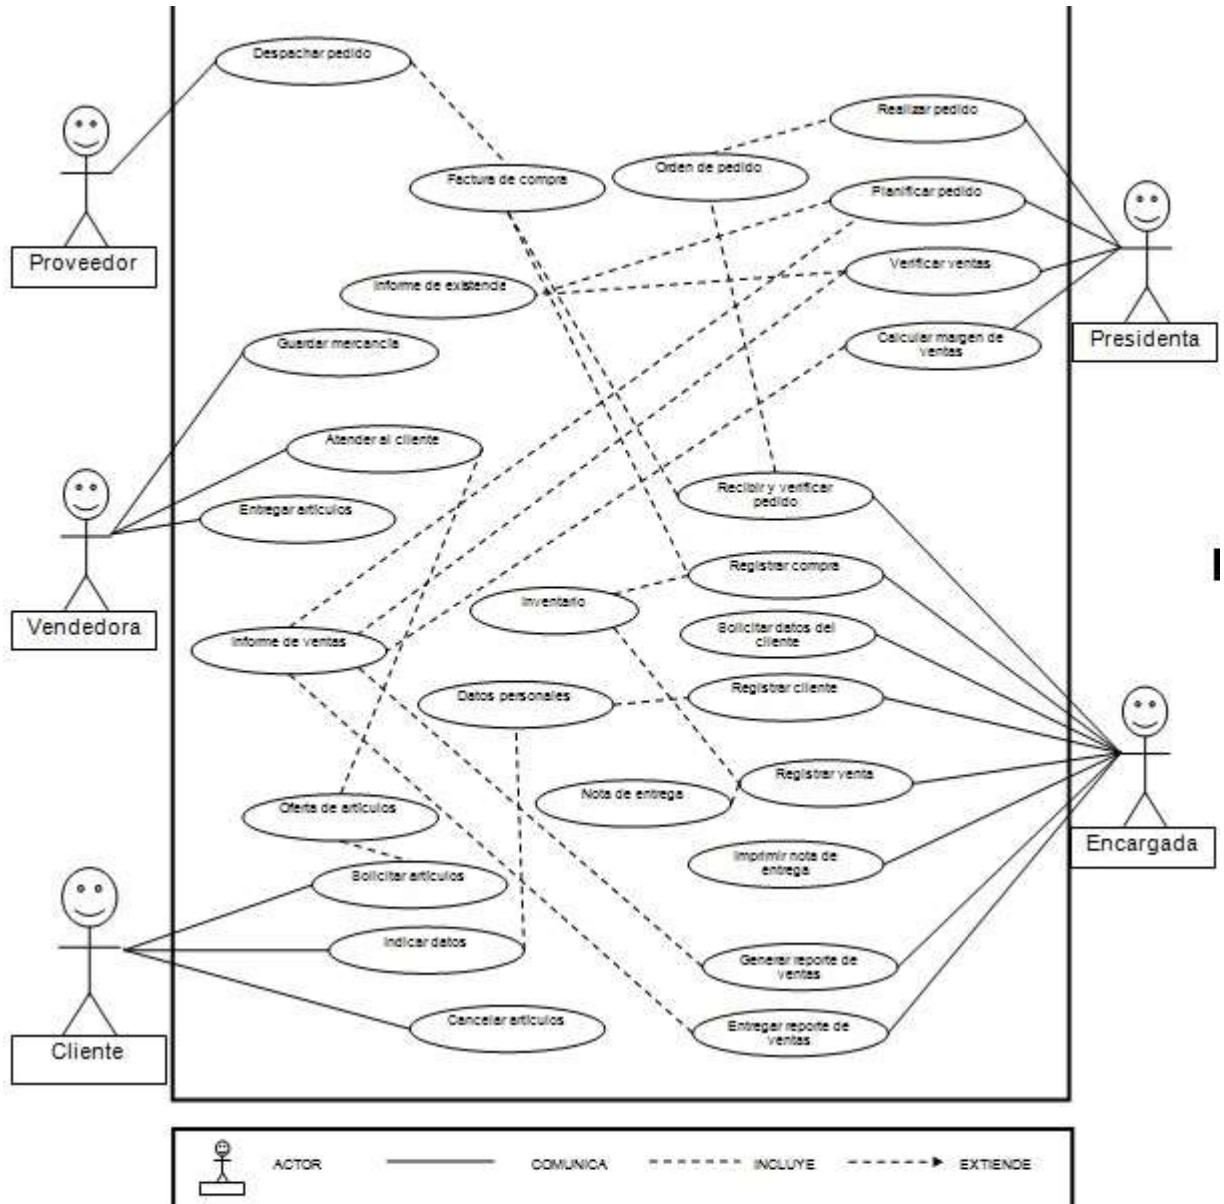 Despachar pedido
Realizar pedido
Factura de compra
Orden de pedido
Planificar pedido
Proveedor
Verificar ventas
Informe de existencia
Guardar mercancía
Calcular margen de
ventas
Presidenta
Atender al cliente
Recibir y verificar
pedido
Entregar artículos
Registrar compra
Inventario
Vendedora
Informe de ventas
Solicitar datos del
cliente
Datos personales
Registrar cliente
Registrar venta
Nota de entrega
Oferta de artículos
Encargada
Imprimir nota de
entrega
Solicitar artículos
Indicar datos
Generar reporte de
ventas
Cancelar artículos
Entregar reporte de
ventas
Cliente
ACTOR
COMUNICA
INCLUYE
EXTIENDE